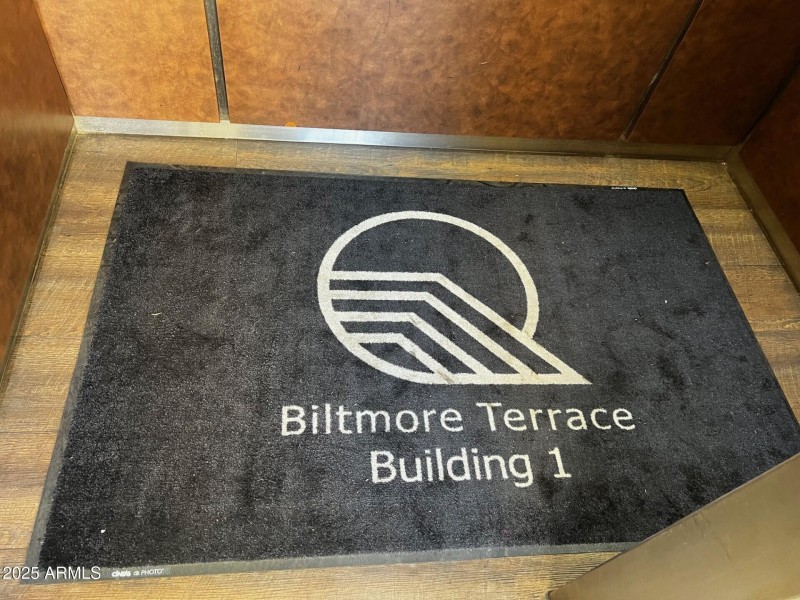 Biltmore Terrace
Building 1
2025 ARMLS